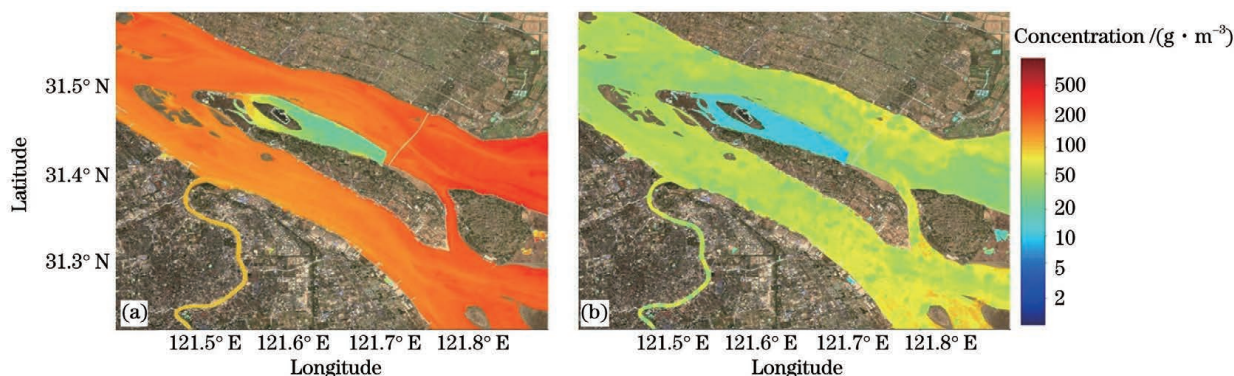 Concentration /(g · m⁻³)
500
200
100
50
20
10
5
2
Latitude
31.5° N
31.4° N
31.3° N
(a)
(b)
121.5° E 121.6° E 121.7° E 121.8° E
121.5° E 121.6° E 121.7° E 121.8° E
Longitude
Longitude